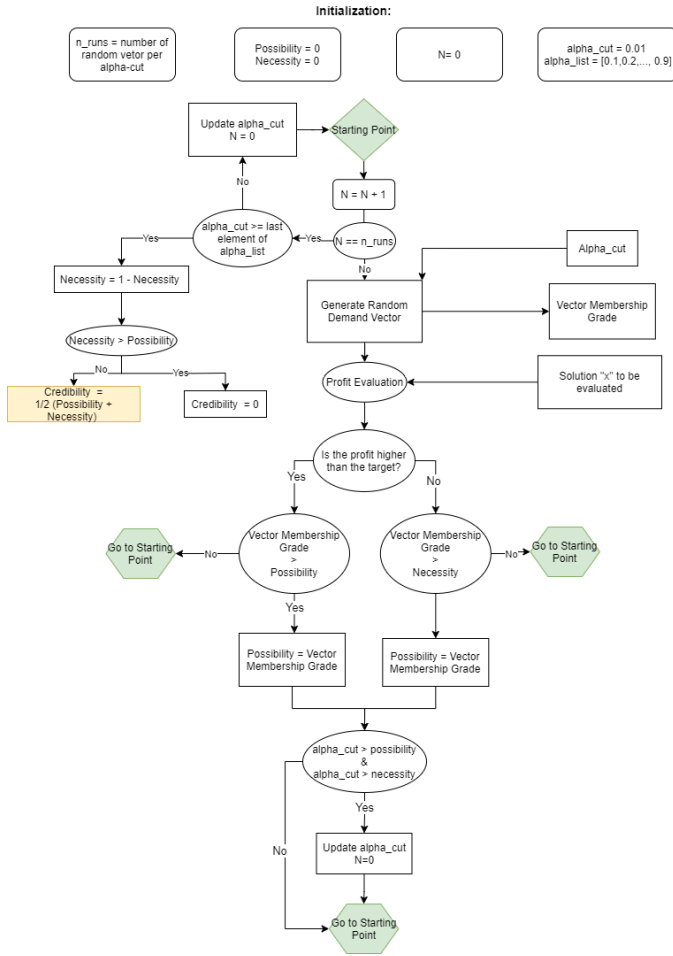 Initialization:
n_runs = number of
random vetor per
alpha-cut
Possibility = 0
Necessity = 0
N= 0
alpha_cut = 0.01
alpha_list = [0.1,0.2,..., 0.9]
Update alpha_cut
N = 0
Starting Point
No
N = N + 1
alpha_cut >= last
element of
alpha_list
Yes
Yes
N == n_runs
No
Alpha_cut
Necessity = 1 - Necessity
Generate Random
Demand Vector
Vector Membership
Grade
Necessity > Possibility
No
Yes
Profit Evaluation
Solution "x" to be
evaluated
Credibility =
1/2 (Possibility +
Necessity)
Credibility = 0
Is the profit higher
than the target?
Yes
No
Go to Starting
Point
No
Vector Membership
Grade
>
Possibility
Vector Membership
Grade
>
Necessity
No
Go to Starting
Point
Yes
Possibility = Vector
Membership Grade
Possibility = Vector
Membership Grade
alpha_cut > possibility
&
alpha_cut > necessity
Yes
No
Update alpha_cut
N=0
Go to Starting
Point